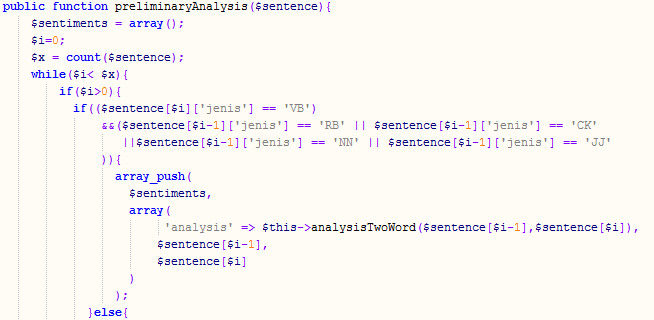 public function preliminaryAnalysis($sentence){
$sentiments = array();
$i=0;
$x = count($sentence);
while($i< $x){
if($i>0){
if(($sentence[$i]['jenis'] == 'VB')
&&($sentence[$i-1]['jenis'] == 'RB' || $sentence[$i-1]['jenis'] == 'CK'
||$sentence[$i-1]['jenis'] == 'NN' || $sentence[$i-1]['jenis'] == 'JJ'
)){
array_push(
$sentiments,
array(
'analysis' => $this->analysisTwoWord($sentence[$i-1],$sentence[$i]),
$sentence[$i-1],
$sentence[$i]
)
);
}else{